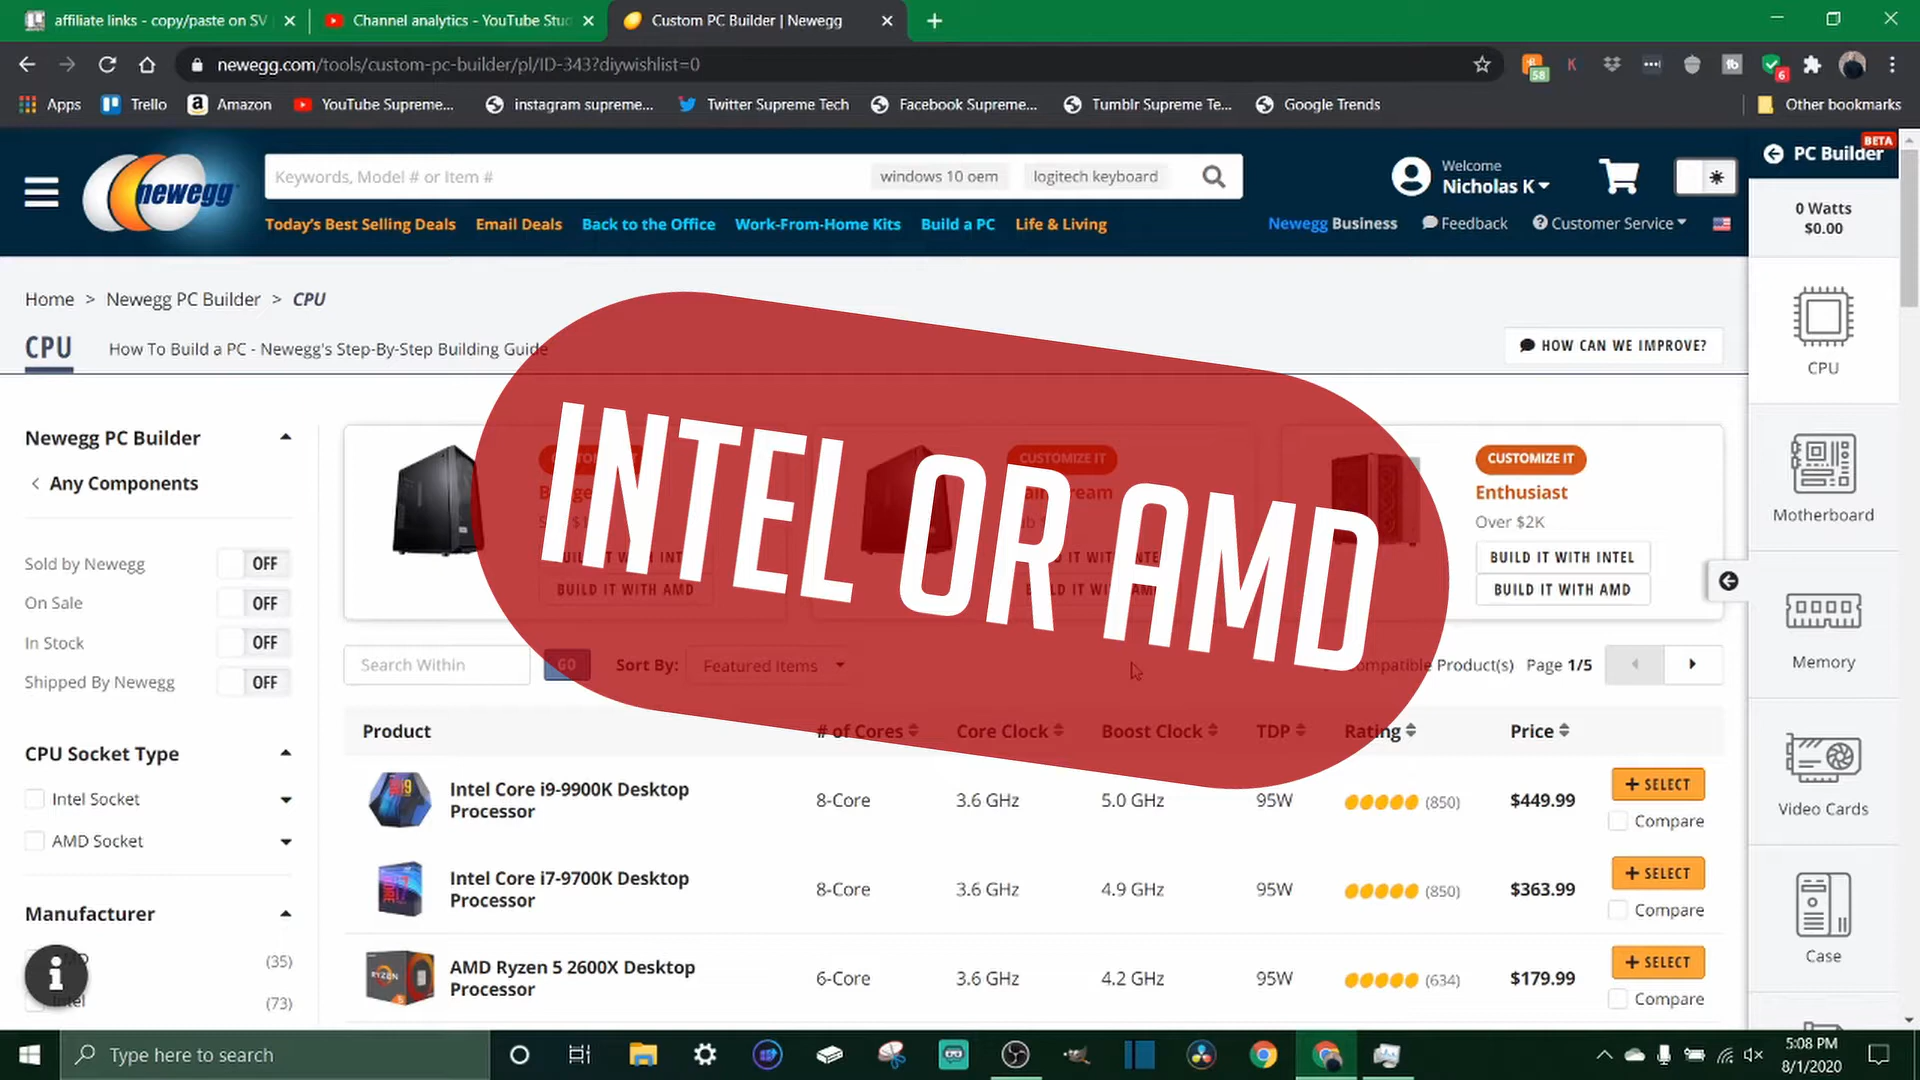 affiliate links - copy/paste on SV
Channel analytics - YouTube Stud
Custom PC Builder | Newegg
newegg.com/tools/custom-pc-builder/pl/ID-343?diywishlist=0
58
K
tb
6
Apps
Trello
Amazon
YouTube Supreme...
instagram supreme...
Twitter Supreme Tech
Facebook Supreme...
Tumblr Supreme Te...
Google Trends
Other bookmarks
newegg
Keywords, Model # or Item #
windows 10 oem
logitech keyboard
Welcome
Nicholas K
BETA
PC Builder
Today's Best Selling Deals
Email Deals
Back to the Office
Work-From-Home Kits
Build a PC
Life & Living
Newegg Business
Feedback
Customer Service
0 Watts
$0.00
Home > Newegg PC Builder > CPU
CPU
How To Build a PC - Newegg's Step-By-Step Building Guide
HOW CAN WE IMPROVE?
CPU
Motherboard
Memory
Video Cards
Case
Newegg PC Builder
Any Components
Sold by Newegg OFF
On Sale OFF
In Stock OFF
Shipped By Newegg OFF
CPU Socket Type
Intel Socket
AMD Socket
Manufacturer
(35)
Intel (73)
INTEL OR AMD
BUILD IT WITH AMD
CUSTOMIZE IT
CUSTOMIZE IT
Enthusiast
Over $2K
BUILD IT WITH INTEL
BUILD IT WITH AMD
Search Within
GO
Sort By:
Featured Items
Compatible Product(s)
Page 1/5
Product # of Cores Core Clock Boost Clock TDP Rating Price
Intel Core i9-9900K Desktop
Processor
8-Core 3.6 GHz 5.0 GHz 95W (850) $449.99
+ SELECT
Compare
Intel Core i7-9700K Desktop
Processor
8-Core 3.6 GHz 4.9 GHz 95W (850) $363.99
+ SELECT
Compare
RYZEN
AMD Ryzen 5 2600X Desktop
Processor
6-Core 3.6 GHz 4.2 GHz 95W (634) $179.99
+ SELECT
Compare
Type here to search
5:08 PM
8/1/2020